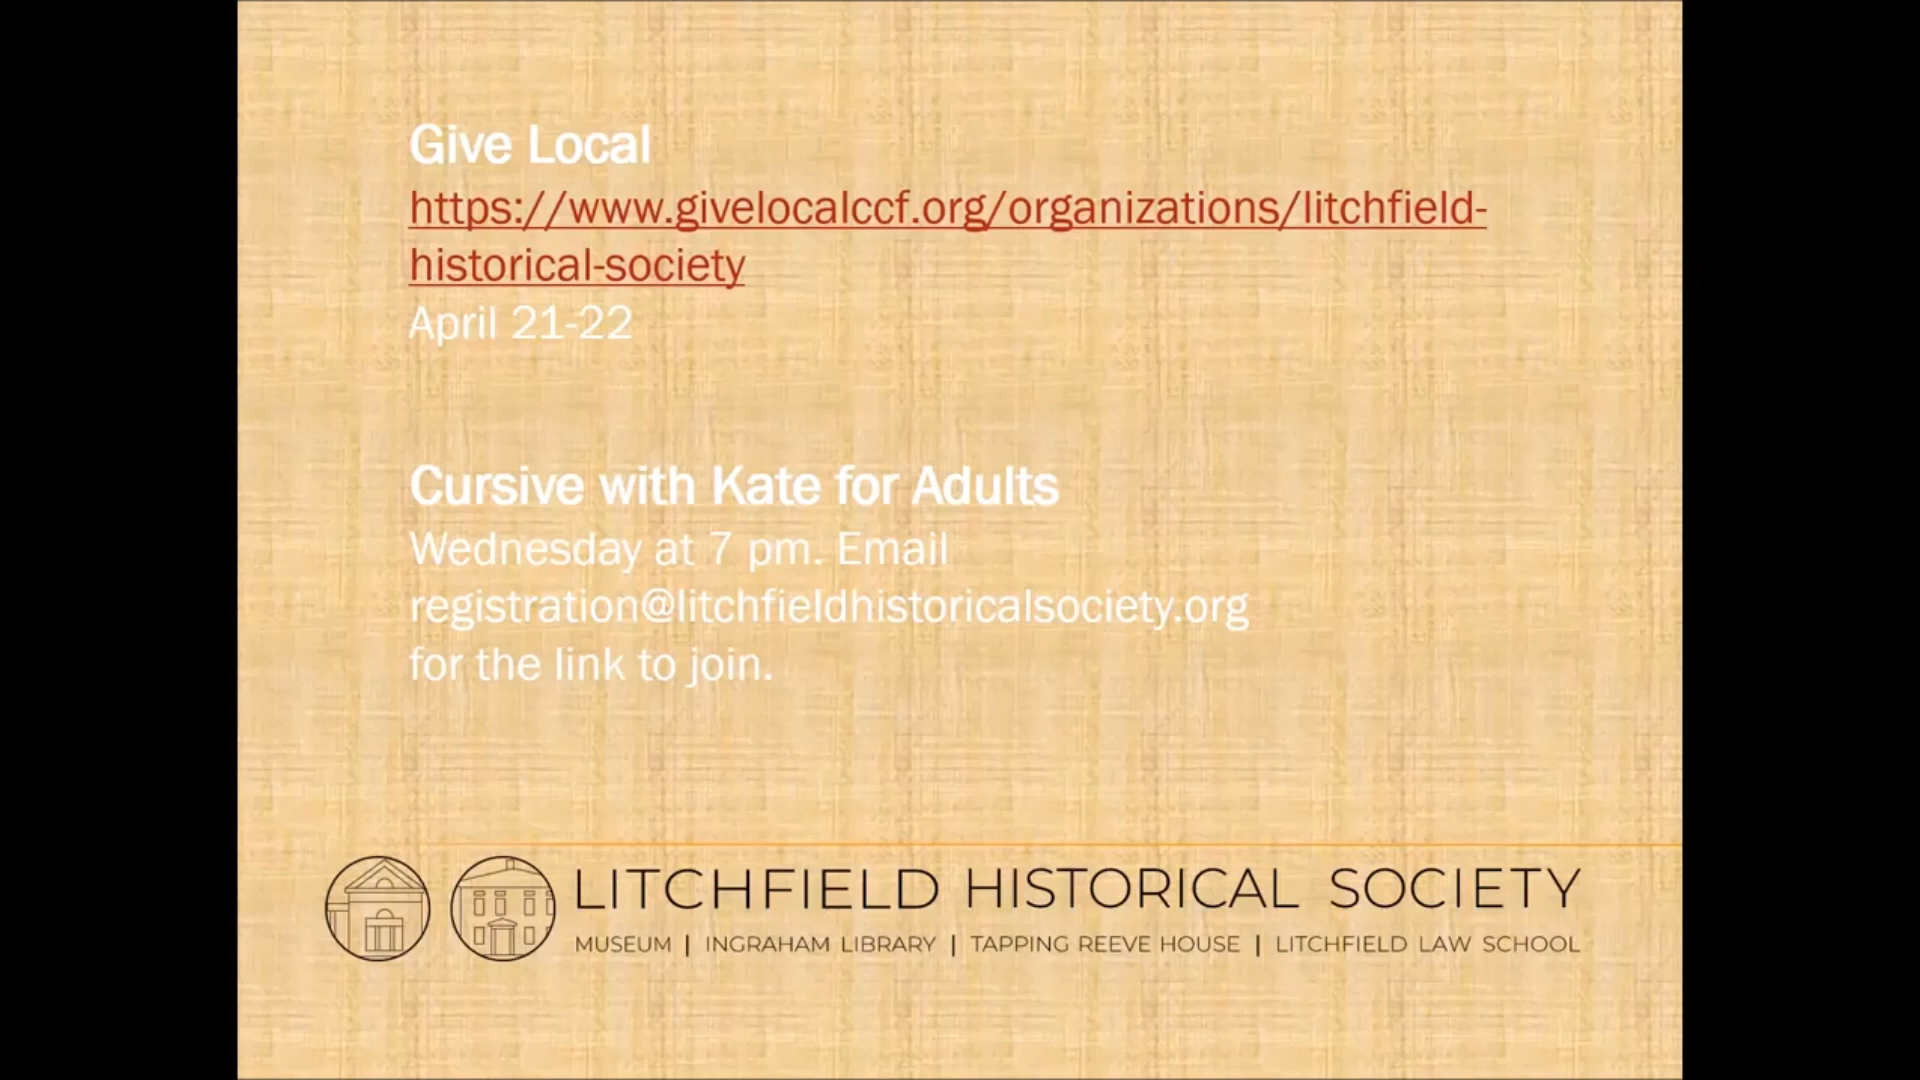 Give Local
https://www.givelocalccf.org/organizations/litchfield-
historical-society
April 21-22
Cursive with Kate for Adults
Wednesday at 7 pm. Email
registration@litchfieldhistoricalsociety.org
for the link to join.
LITCHFIELD HISTORICAL SOCIETY
MUSEUM | INGRAHAM LIBRARY | TAPPING REEVE HOUSE | LITCHFIELD LAW SCHOOL